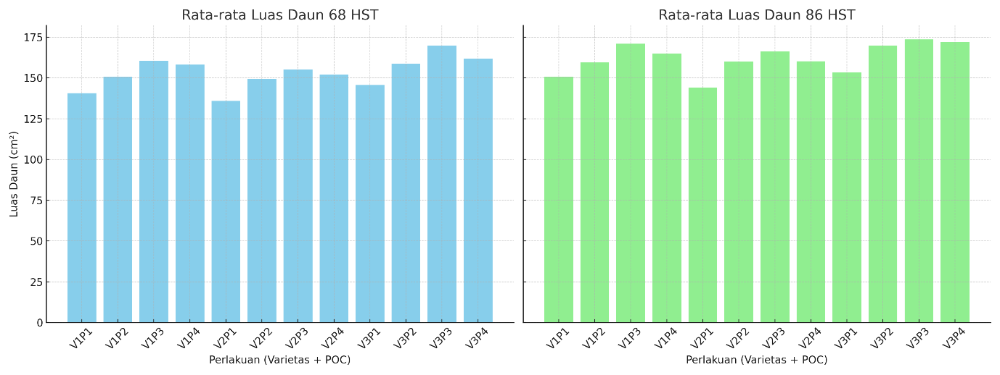 Rata-rata Luas Daun 68 HST
Luas Daun (cm²)
175
150
125
100
75
50
25
0
V1P1 V1P2 V1P3 V1P4 V2P1 V2P2 V2P3 V2P4 V3P1 V3P2 V3P3 V3P4
Perlakuan (Varietas + POC)
Rata-rata Luas Daun 86 HST
V1P1 V1P2 V1P3 V1P4 V2P1 V2P2 V2P3 V2P4 V3P1 V3P2 V3P3 V3P4
Perlakuan (Varietas + POC)